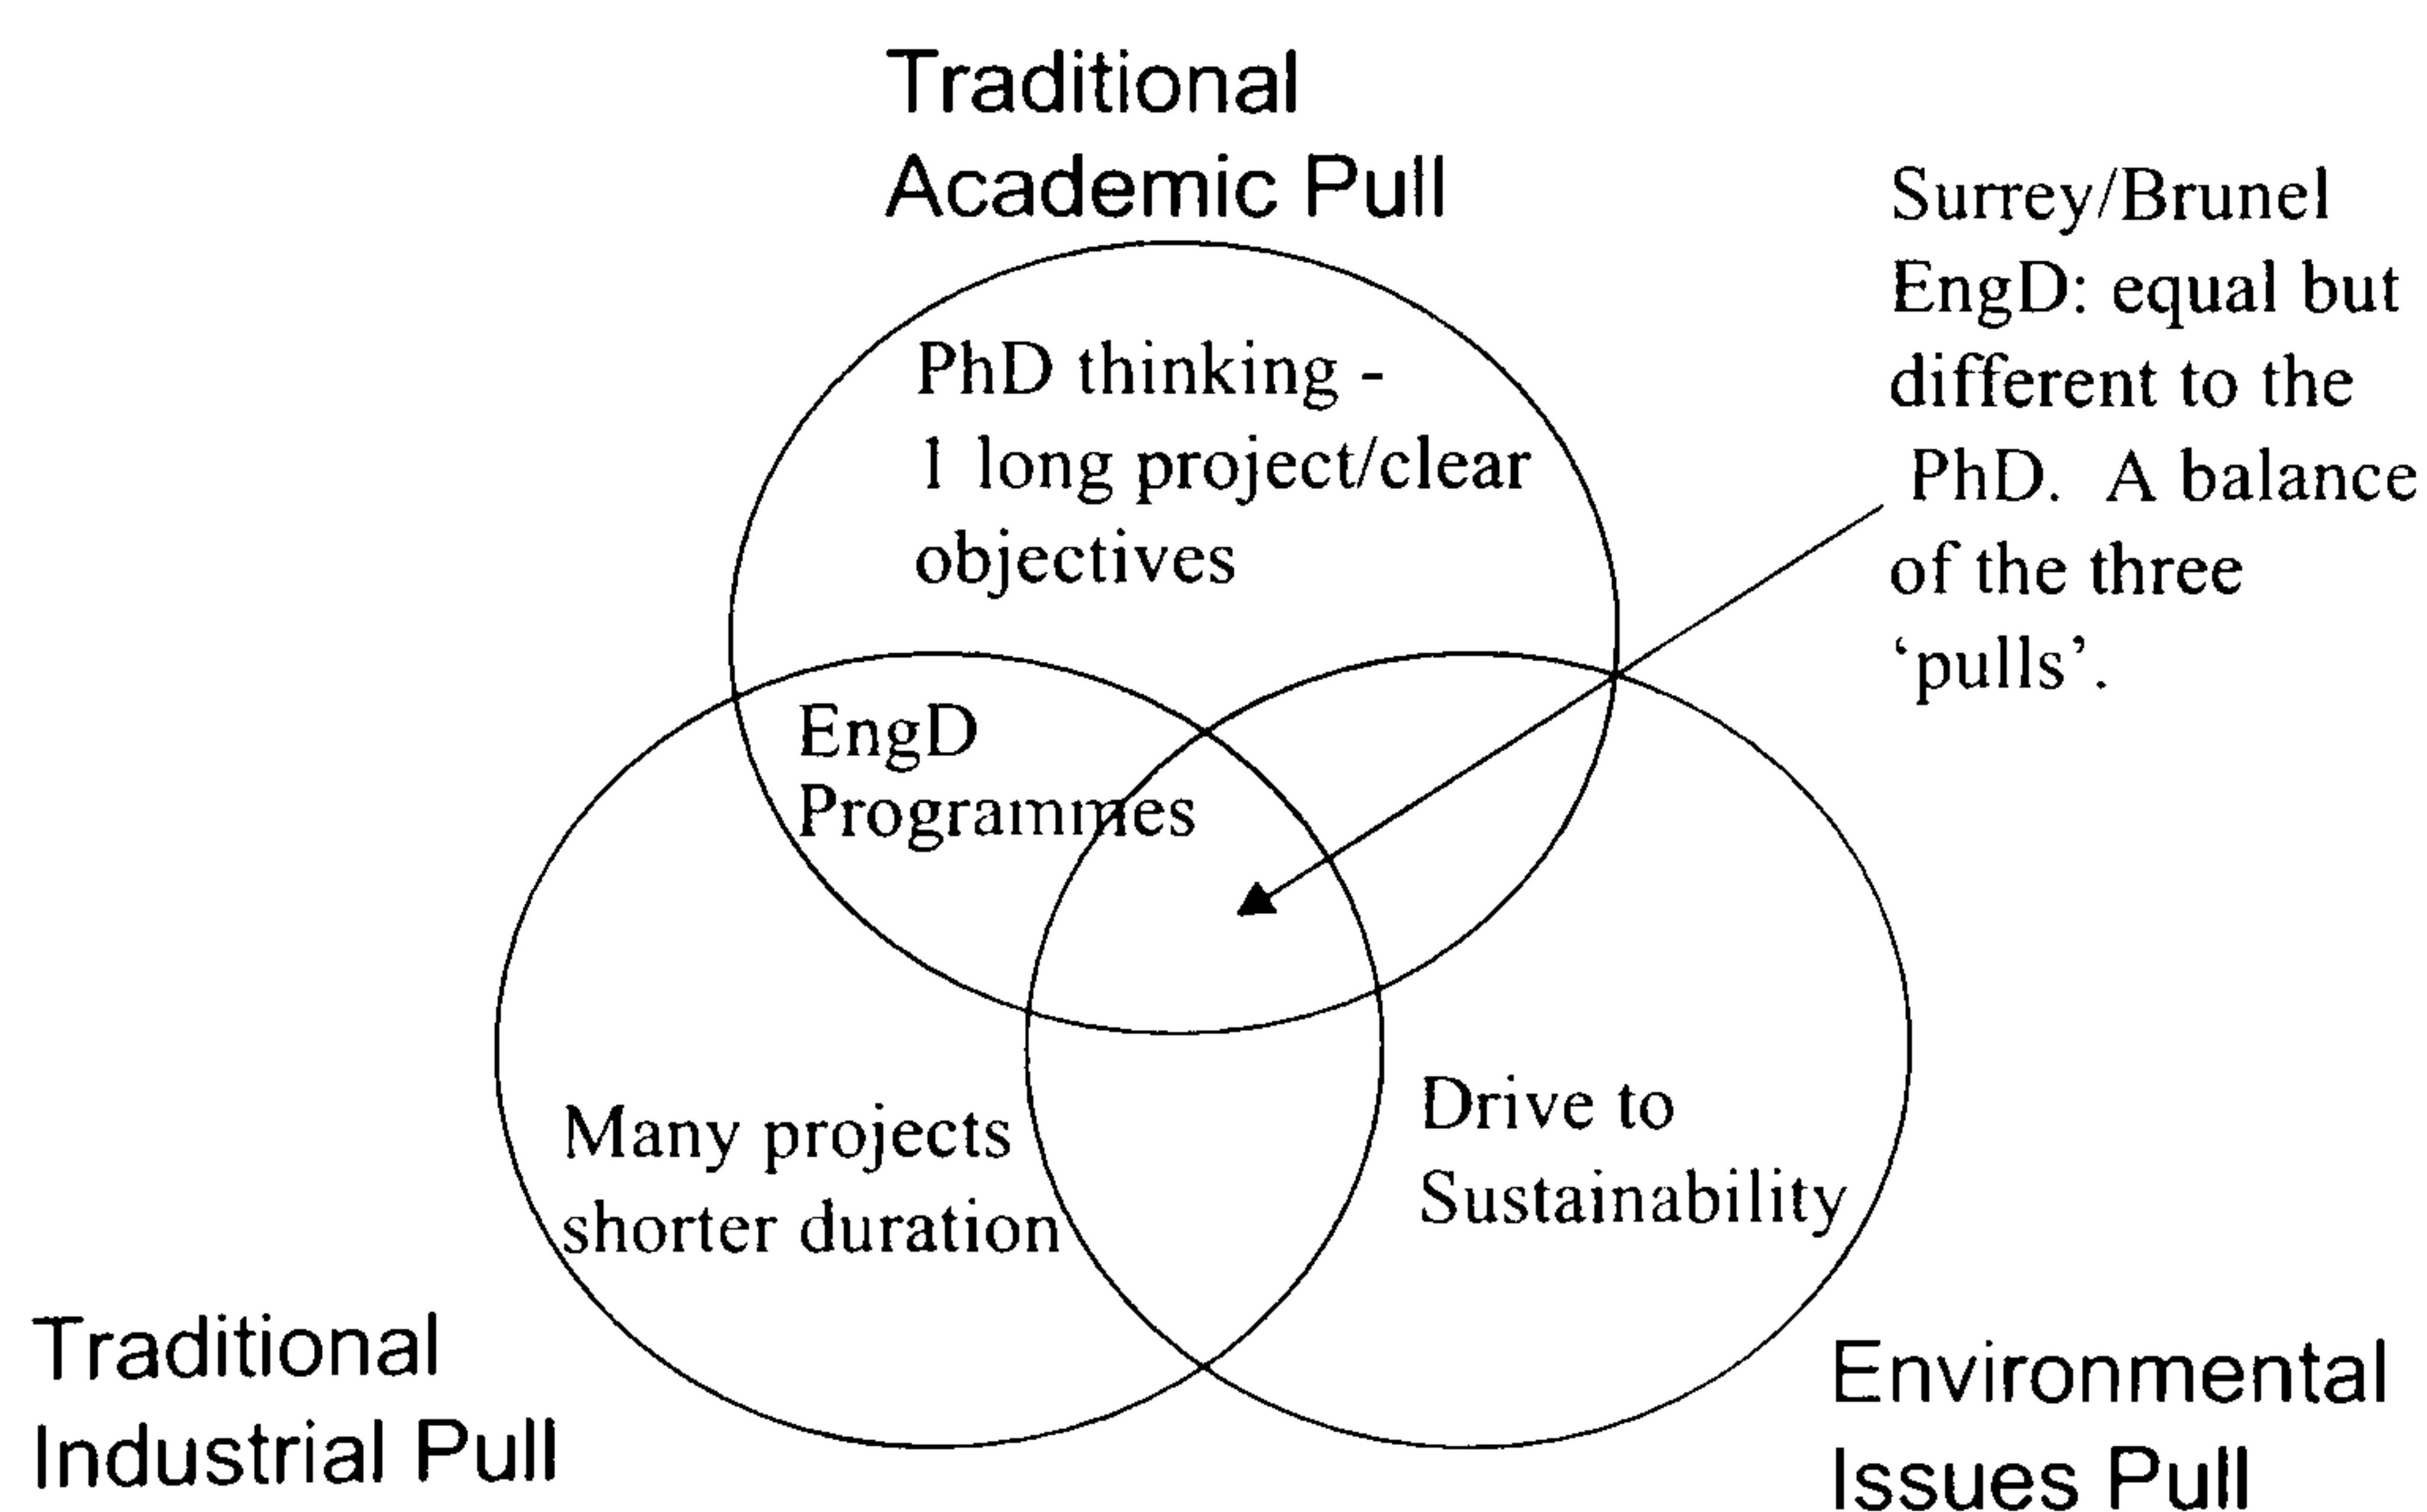 Traditional
Academic Pull
Surrey/Brunel
EngD: equal but
different to the
PhD. A balance
of the three
‘pulls’.
PhD thinking -
1 long project/clear
objectives
EngD
Programmes
Many projects
shorter duration
Drive to
Sustainability
Traditional
Industrial Pull
Environmental
Issues Pull